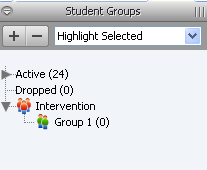 Student Groups
Highlight Selected
Active (24)
Dropped (0)
Intervention
Group 1 (0)